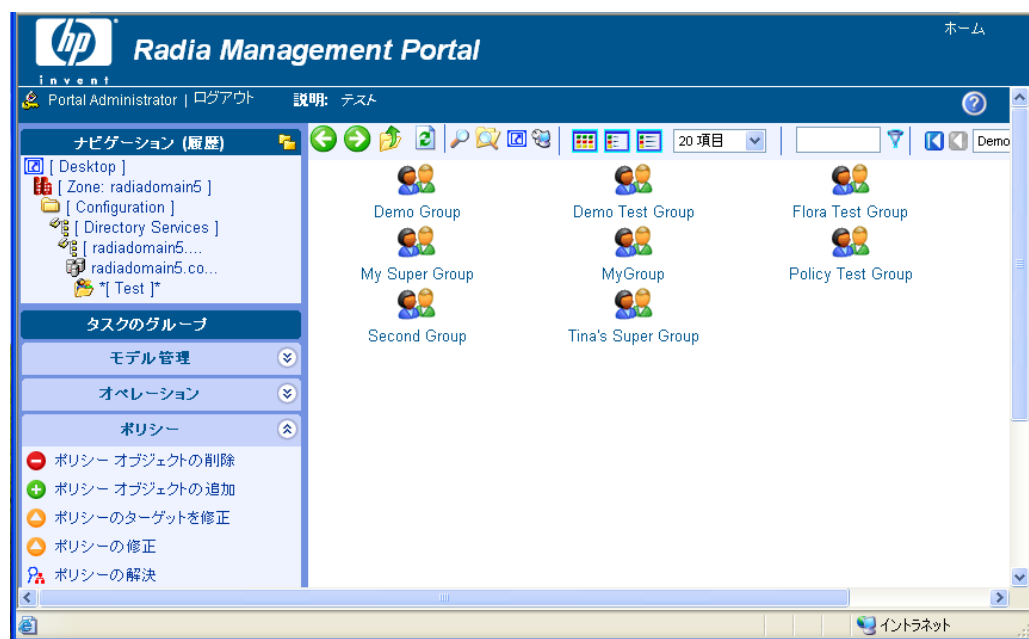 ホーム
hp
Radia Management Portal
invent
Portal Administrator | ログアウト 説明: テスト
ナビゲーション (履歴)
20 項目
Demo
[ Desktop ]
[ Zone: radiadomain5 ]
[ Configuration ]
[ Directory Services ]
[ radiadomain5....
radiadomain5.co...
*[ Test ]*
Demo Group
Demo Test Group
Flora Test Group
My Super Group
MyGroup
Policy Test Group
Second Group
Tina's Super Group
タスクのグループ
モデル管理
オペレーション
ポリシー
ポリシー オブジェクトの削除
ポリシー オブジェクトの追加
ポリシーのターゲットを修正
ポリシーの修正
ポリシーの解決
イントラネット